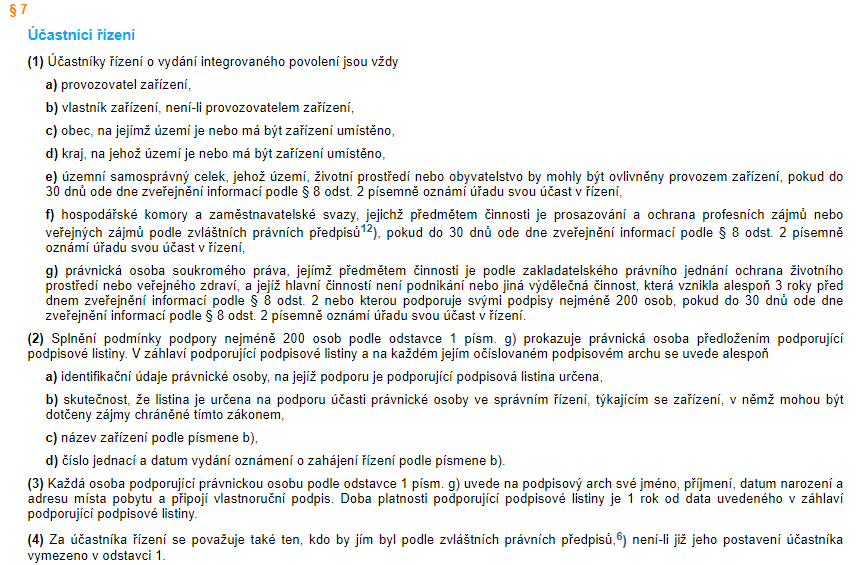 § 7
Účastníci řízení
(1) Účastníky řízení o vydání integrovaného povolení jsou vždy
a) provozovatel zařízení,
b) vlastník zařízení, není-li provozovatelem zařízení,
c) obec, na jejímž území je nebo má být zařízení umístěno,
d) kraj, na jehož území je nebo má být zařízení umístěno,
e) územní samosprávný celek, jehož území, životní prostředí nebo obyvatelstvo by mohly být ovlivněny provozem zařízení, pokud do
30 dnů ode dne zveřejnění informací podle § 8 odst. 2 písemně oznámí úřadu svou účast v řízení,
f) hospodářské komory a zaměstnavatelské svazy, jejichž předmětem činnosti je prosazování a ochrana profesních zájmů nebo
veřejných zájmů podle zvláštních právních předpisů12), pokud do 30 dnů ode dne zveřejnění informací podle § 8 odst. 2 písemně
oznámí úřadu svou účast v řízení,
g) právnická osoba soukromého práva, jejímž předmětem činnosti je podle zakladatelského právního jednání ochrana životního
prostředí nebo veřejného zdraví, a jejíž hlavní činností není podnikání nebo jiná výdělečná činnost, která vznikla alespoň 3 roky před
dnem zveřejnění informací podle § 8 odst. 2 nebo kterou podporuje svými podpisy nejméně 200 osob, pokud do 30 dnů ode dne
zveřejnění informací podle § 8 odst. 2 písemně oznámí úřadu svou účast v řízení.
(2) Splnění podmínky podpory nejméně 200 osob podle odstavce 1 písm. g) prokazuje právnická osoba předložením podporující
podpisové listiny. V záhlaví podporující podpisové listiny a na každém jejím očíslovaném podpisovém archu se uvede alespoň
a) identifikační údaje právnické osoby, na jejíž podporu je podporující podpisová listina určena,
b) skutečnost, že listina je určena na podporu účasti právnické osoby ve správním řízení, týkajícím se zařízení, v němž mohou být
dotčeny zájmy chráněné tímto zákonem,
c) název zařízení podle písmene b),
d) číslo jednací a datum vydání oznámení o zahájení řízení podle písmene b).
(3) Každá osoba podporující právnickou osobu podle odstavce 1 písm. g) uvede na podpisový arch své jméno, příjmení, datum narození a
adresu místa pobytu a připojí vlastnoruční podpis. Doba platnosti podporující podpisové listiny je 1 rok od data uvedeného v záhlaví
podporující podpisové listiny.
(4) Za účastníka řízení se považuje také ten, kdo by jím byl podle zvláštních právních předpisů,6) není-li již jeho postavení účastníka
vymezeno v odstavci 1.